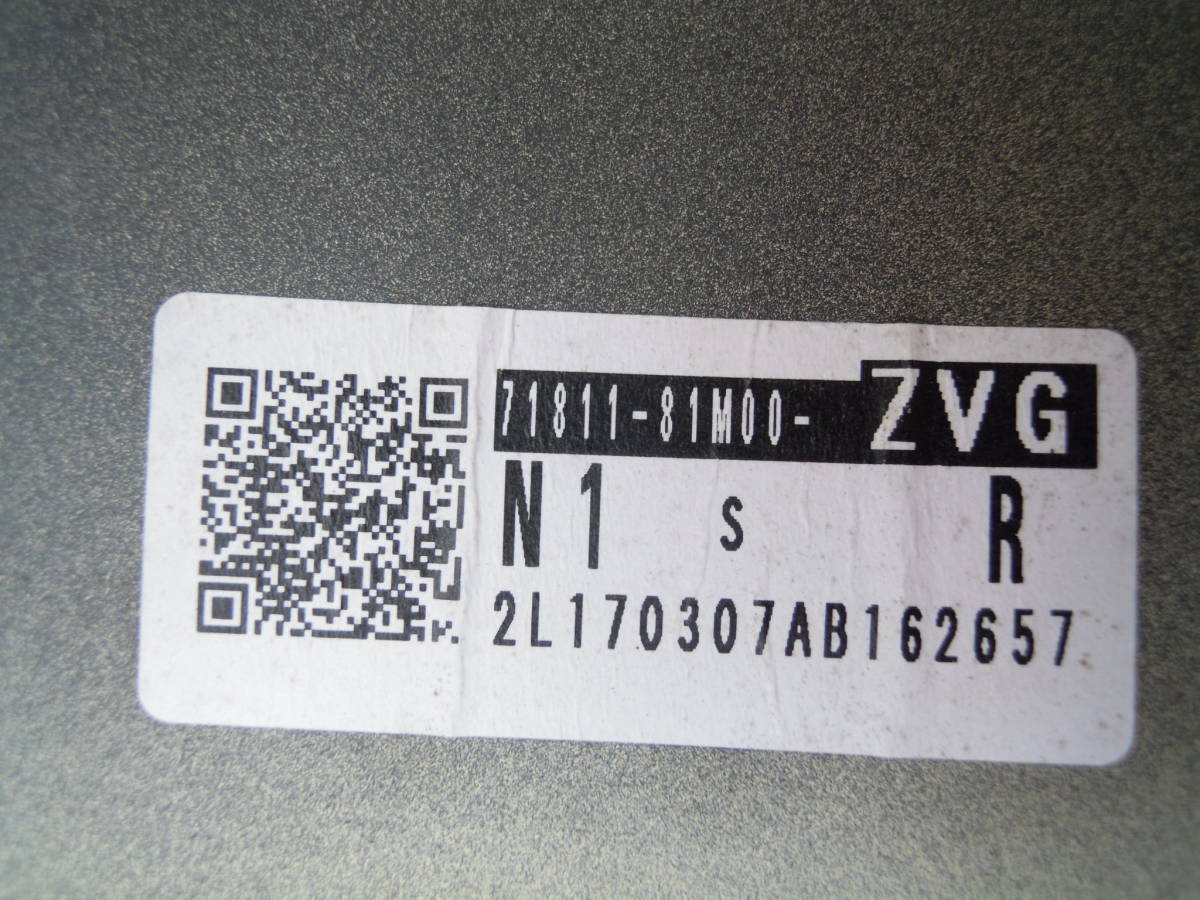 71811-81M00- ZVG
N1 S R
2L170307AB162657